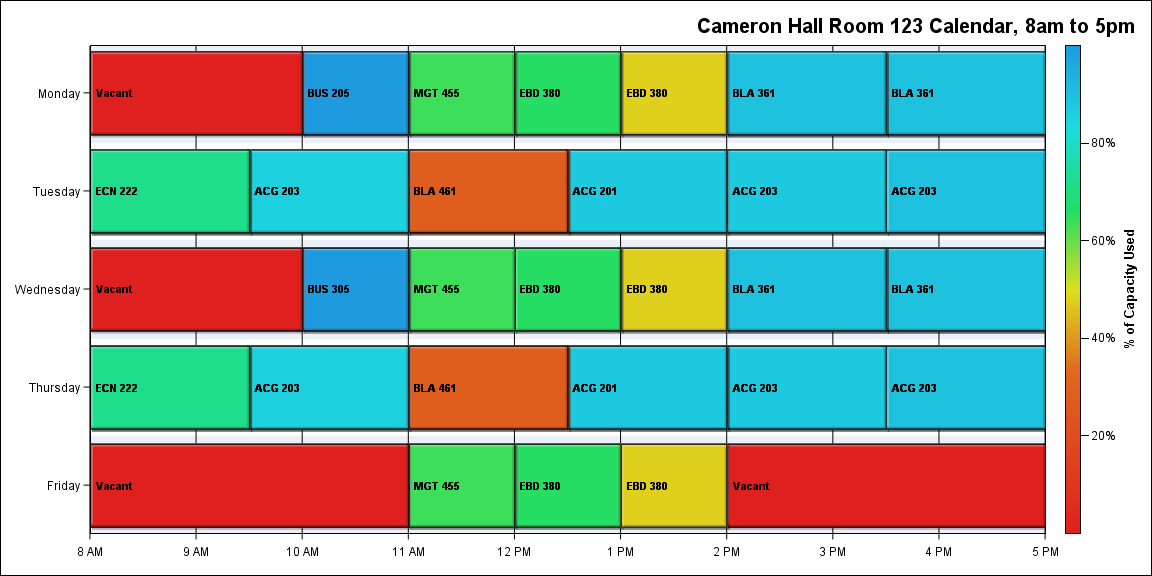 Cameron Hall Room 123 Calendar, 8am to 5pm
Monday
Vacant
BUS 205
MGT 455
EBD 380
EBD 380
BLA 361
BLA 361
Tuesday
ECN 222
ACG 203
BLA 461
ACG 201
ACG 203
ACG 203
Wednesday
Vacant
BUS 305
MGT 455
EBD 380
EBD 380
BLA 361
BLA 361
Thursday
ECN 222
ACG 203
BLA 461
ACG 201
ACG 203
ACG 203
Friday
Vacant
MGT 455
EBD 380
EBD 380
Vacant
8 AM
9 AM
10 AM
11 AM
12 PM
1 PM
2 PM
3 PM
4 PM
5 PM
80%
60%
40%
20%
% of Capacity Used